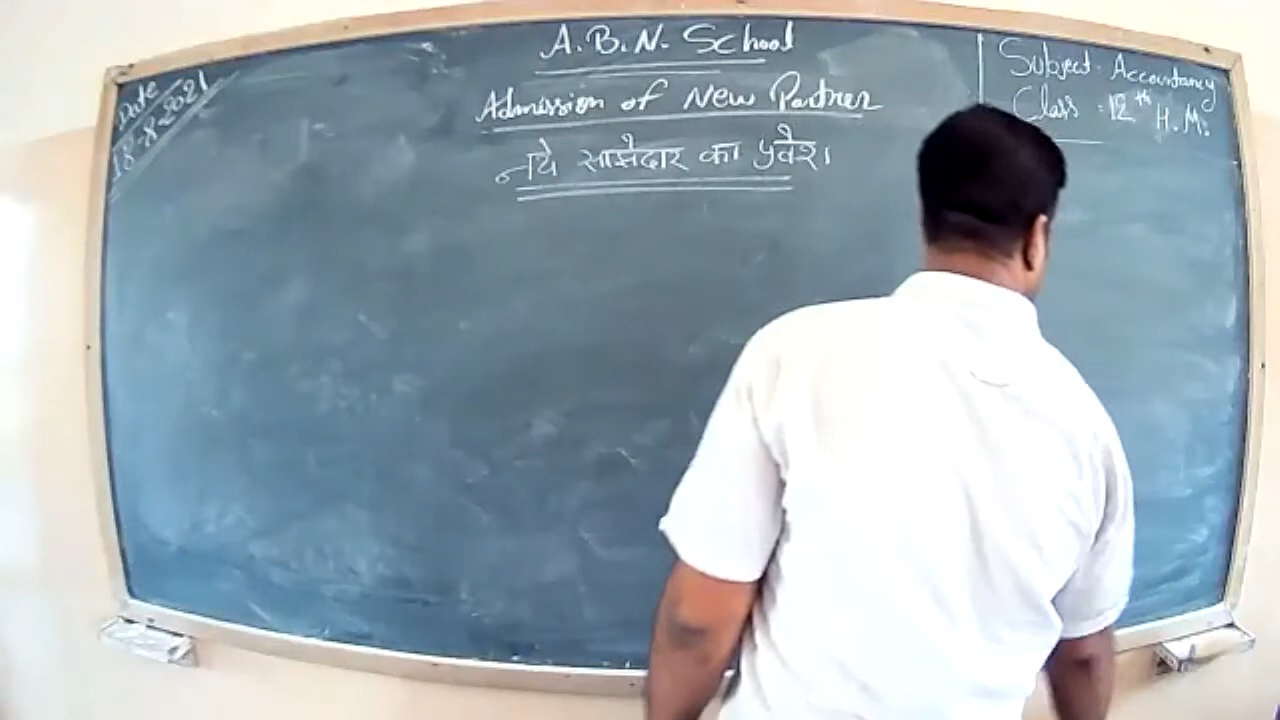 A.B.N. School
Admission of New Partner
नये साझेदार का प्रवेश।
Date
18-8-2021
Subject - Accountancy
Class - 12th H.M.